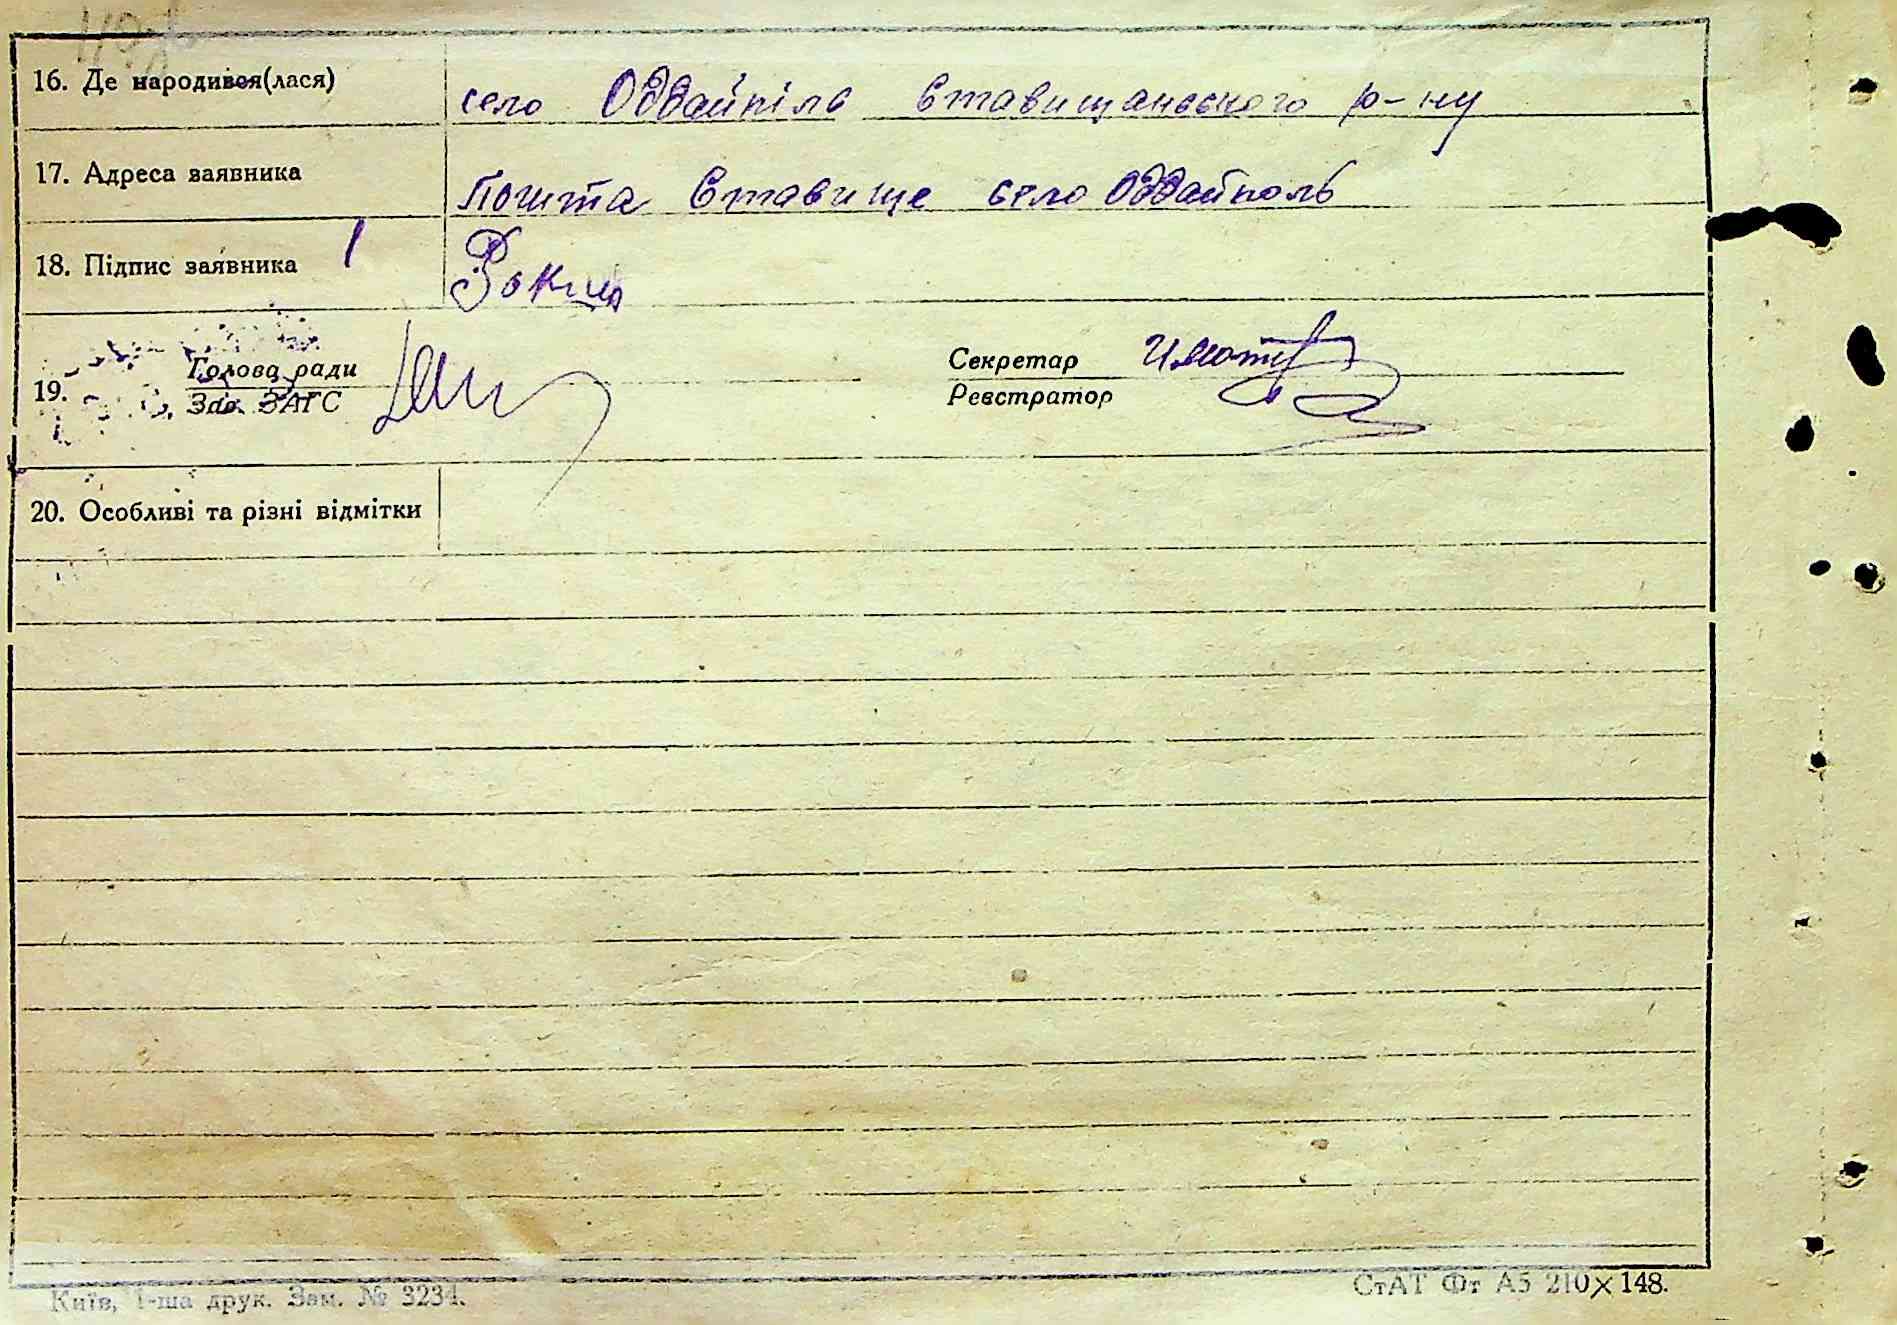 16. Де народився(лася) село Оддайпіль Ставищанського р-ну
17. Адреса заявника Пошта Ставище село Оддайполь
18. Підпис заявника
19. Голова ради Секретар
Зав. ЗАГС Реєстратор
20. Особливі та різні відмітки
Київ, 1-ша друк. Зам. № 3234. СтАТ Фт А5 210×148.